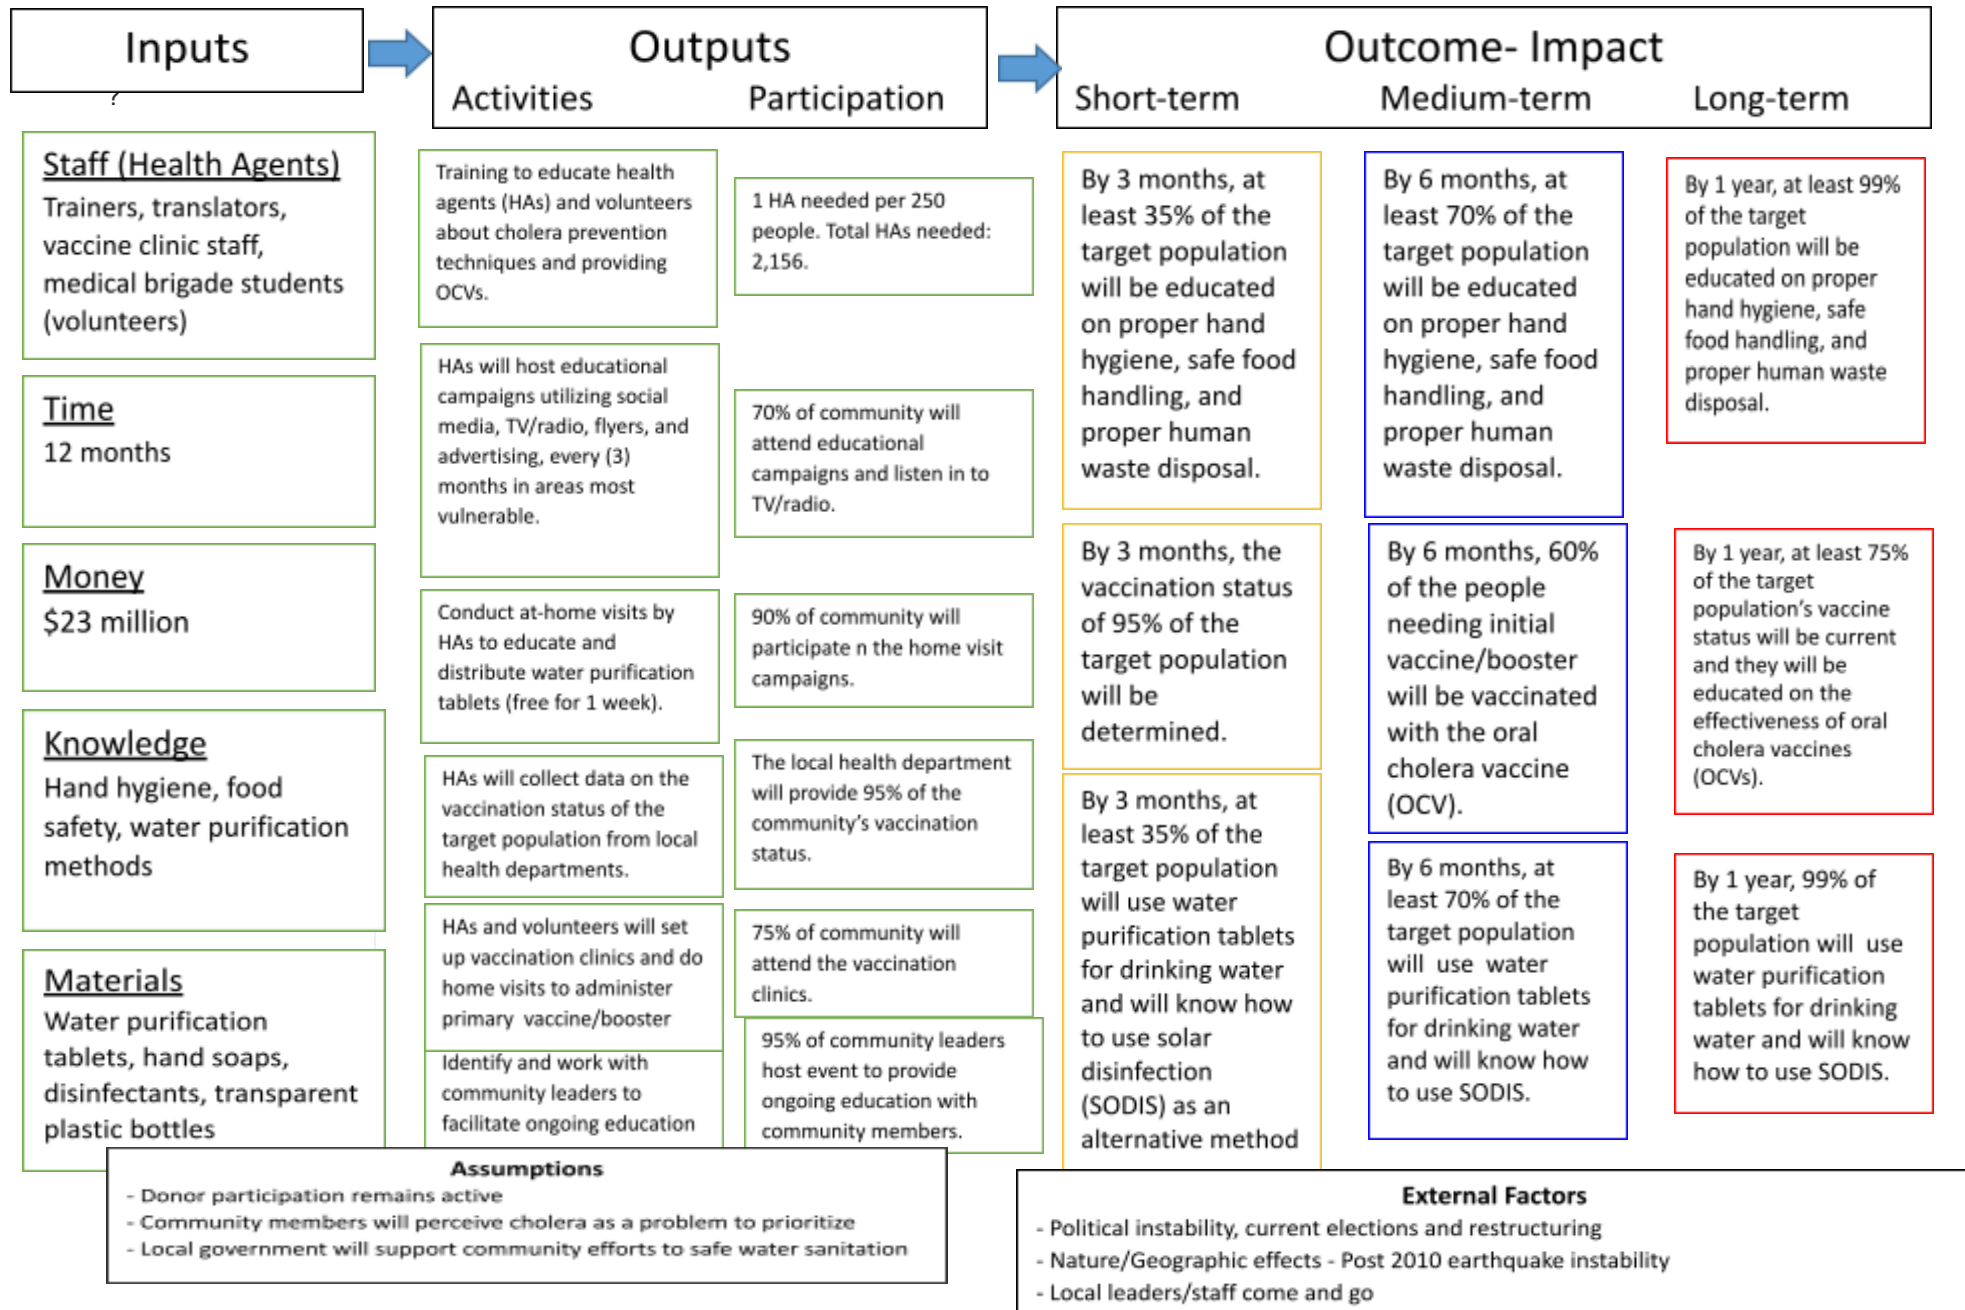 Inputs
?
Outputs
Activities
Participation
Outcome- Impact
Short-term
Medium-term
Long-term
Staff (Health Agents)
Trainers, translators,
vaccine clinic staff,
medical brigade students
(volunteers)
Time
12 months
Money
$23 million
Knowledge
Hand hygiene, food
safety, water purification
methods
Materials
Water purification
tablets, hand soaps,
disinfectants, transparent
plastic bottles
Training to educate health
agents (HAs) and volunteers
about cholera prevention
techniques and providing
OCVs.
HAs will host educational
campaigns utilizing social
media, TV/radio, flyers, and
advertising, every (3)
months in areas most
vulnerable.
Conduct at-home visits by
HAs to educate and
distribute water purification
tablets (free for 1 week).
HAs will collect data on the
vaccination status of the
target population from local
health departments.
HAs and volunteers will set
up vaccination clinics and do
home visits to administer
primary vaccine/booster
Identify and work with
community leaders to
facilitate ongoing education
1 HA needed per 250
people. Total HAs needed:
2,156.
70% of community will
attend educational
campaigns and listen in to
TV/radio.
90% of community will
participate n the home visit
campaigns.
The local health department
will provide 95% of the
community's vaccination
status.
75% of community will
attend the vaccination
clinics.
95% of community leaders
host event to provide
ongoing education with
community members.
By 3 months, at
least 35% of the
target population
will be educated
on proper hand
hygiene, safe food
handling, and
proper human
waste disposal.
By 3 months, the
vaccination status
of 95% of the
target population
will be
determined.
By 3 months, at
least 35% of the
target population
will use water
purification tablets
for drinking water
and will know how
to use solar
disinfection
(SODIS) as an
alternative method
By 6 months, at
least 70% of the
target population
will be educated
on proper hand
hygiene, safe food
handling, and
proper human
waste disposal.
By 6 months, 60%
of the people
needing initial
vaccine/booster
will be vaccinated
with the oral
cholera vaccine
(OCV).
By 6 months, at
least 70% of the
target population
will use water
purification tablets
for drinking water
and will know how
to use SODIS.
By 1 year, at least 99%
of the target
population will be
educated on proper
hand hygiene, safe
food handling, and
proper human waste
disposal.
By 1 year, at least 75%
of the target
population's vaccine
status will be current
and they will be
educated on the
effectiveness of oral
cholera vaccines
(OCVs).
By 1 year, 99% of
the target
population will use
water purification
tablets for drinking
water and will know
how to use SODIS.
Assumptions
- Donor participation remains active
- Community members will perceive cholera as a problem to prioritize
- Local government will support community efforts to safe water sanitation
External Factors
- Political instability, current elections and restructuring
- Nature/Geographic effects - Post 2010 earthquake instability
- Local leaders/staff come and go